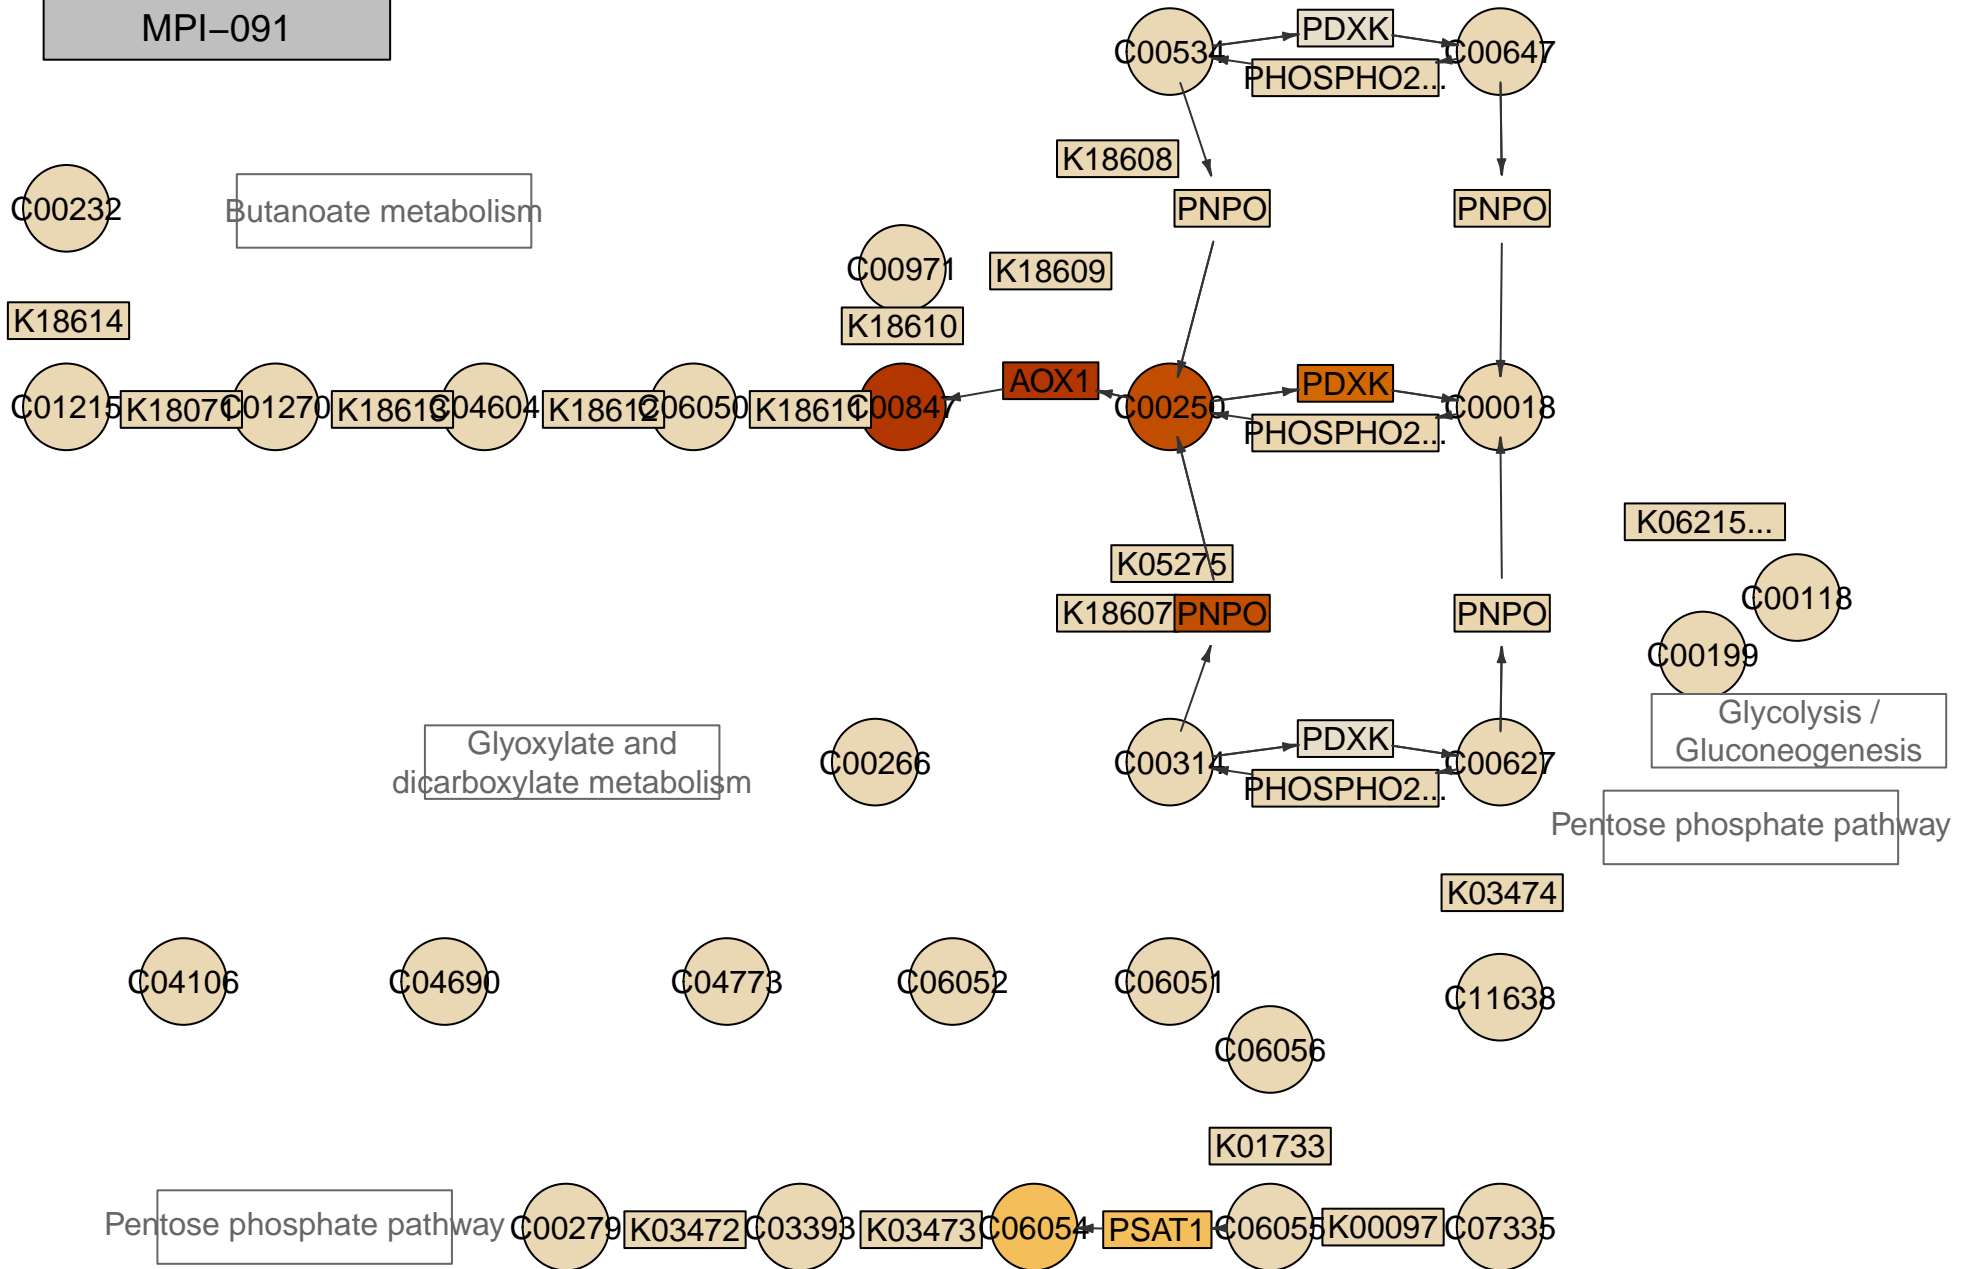 MPI–091
C00534
PDXK
C00647
PHOSPHO2...
K18608
C00232
Butanoate metabolism
PNPO
PNPO
C00971
K18609
K18614
K18610
C01215
K18071
C01270
K18613
C04604
K18612
C06050
K18611
C00847
AOX1
C00250
PDXK
C00018
PHOSPHO2...
K06215...
K05275
K18607
PNPO
PNPO
C00118
C00199
Glycolysis /
Gluconeogenesis
Glyoxylate and
dicarboxylate metabolism
C00266
C00314
PDXK
C00627
PHOSPHO2...
Pentose phosphate pathway
K03474
C04106
C04690
C04773
C06052
C06051
C11638
C06056
K01733
Pentose phosphate pathway
C00279
K03472
C03393
K03473
C06054
PSAT1
C06055
K00097
C07335